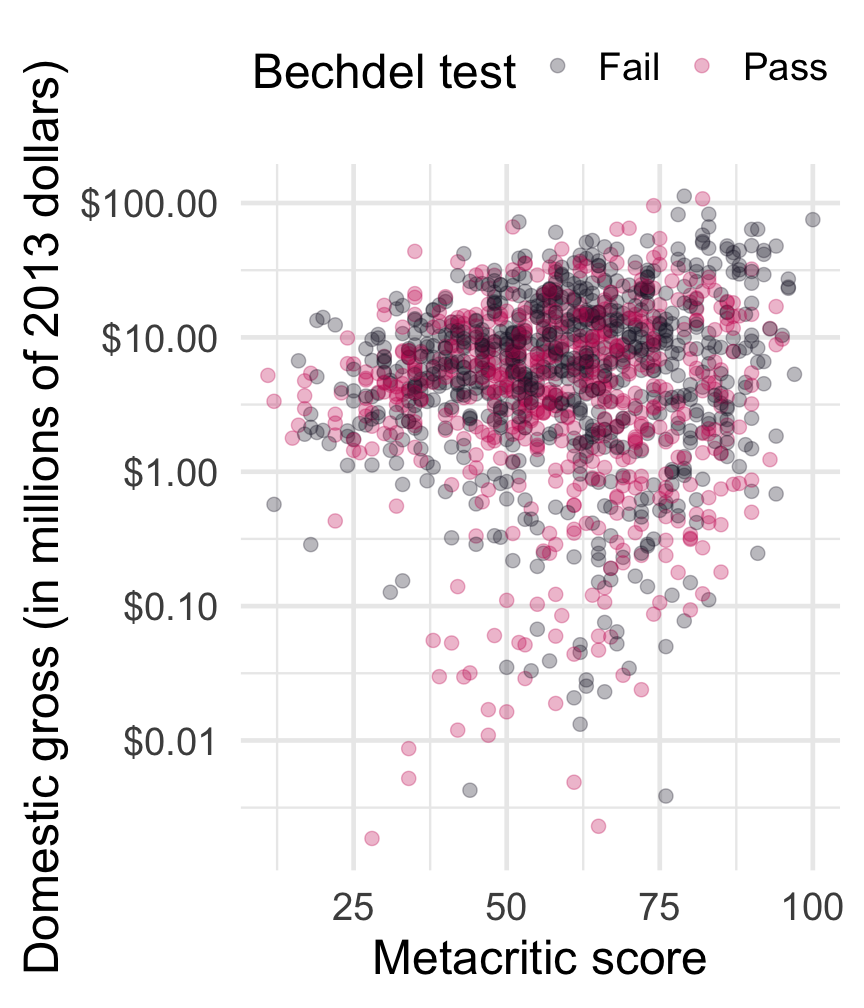 Bechdel test Fail Pass
Domestic gross (in millions of 2013 dollars)
$100.00
$10.00
$1.00
$0.10
$0.01
25 50 75 100
Metacritic score